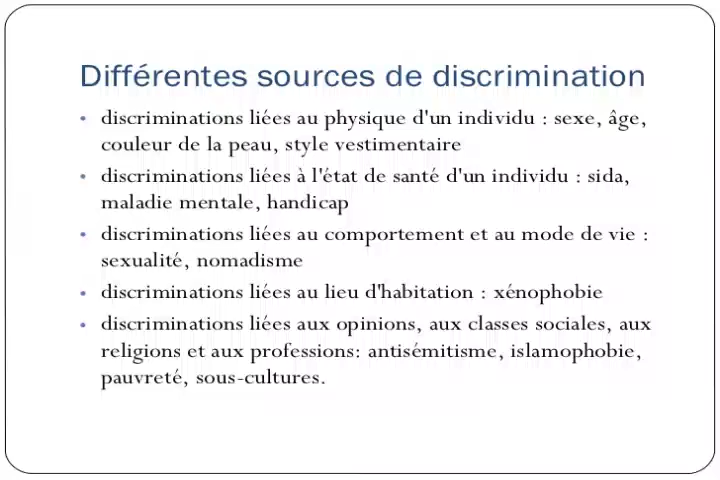 Différentes sources de discrimination
• discriminations liées au physique d'un individu : sexe, âge,
couleur de la peau, style vestimentaire
• discriminations liées à l'état de santé d'un individu : sida,
maladie mentale, handicap
• discriminations liées au comportement et au mode de vie :
sexualité, nomadisme
• discriminations liées au lieu d'habitation : xénophobie
• discriminations liées aux opinions, aux classes sociales, aux
religions et aux professions: antisémitisme, islamophobie,
pauvreté, sous-cultures.